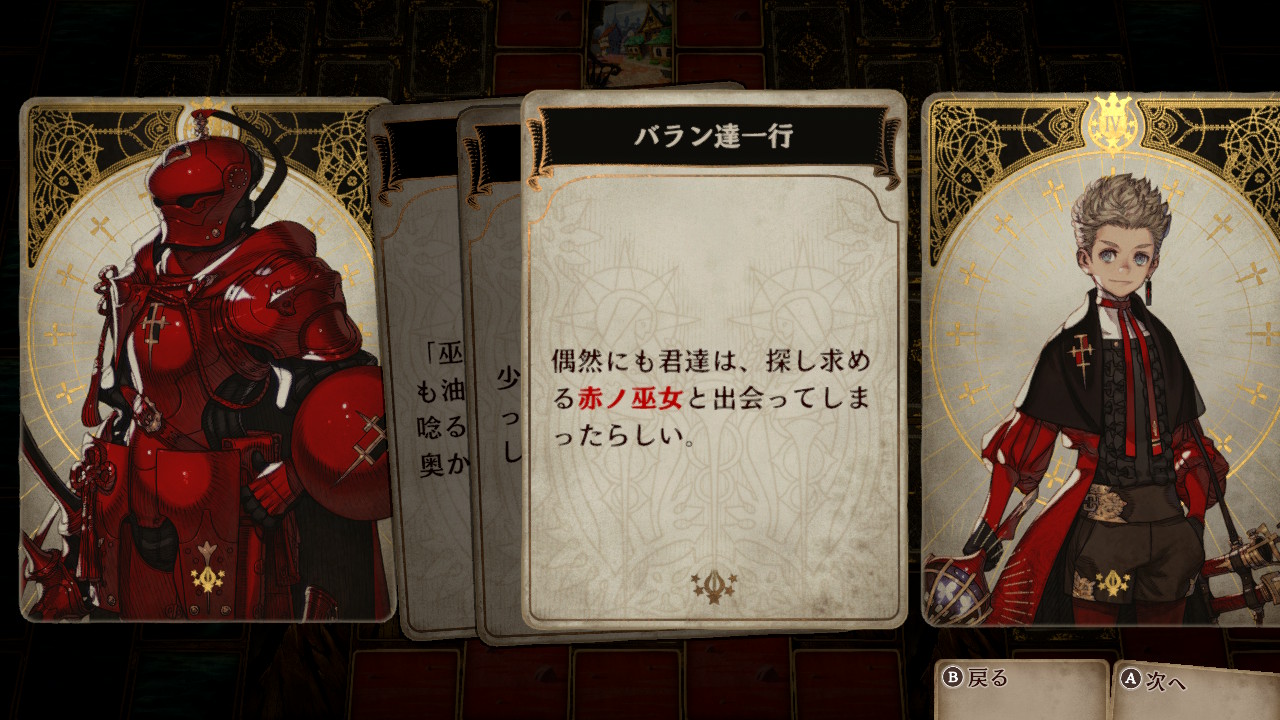 バラン達一行
「巫
も油
唸る
奥か
少
っ
し
偶然にも君達は、探し求め
る赤ノ巫女と出会ってしま
ったらしい。
IV
B 戻る
A 次へ